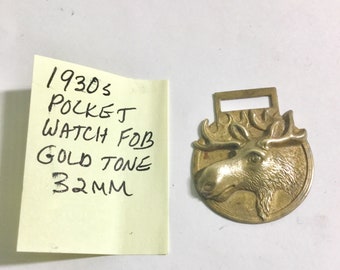 1930s
POCKET
WATCH FOB
GOLD TONE
32MM